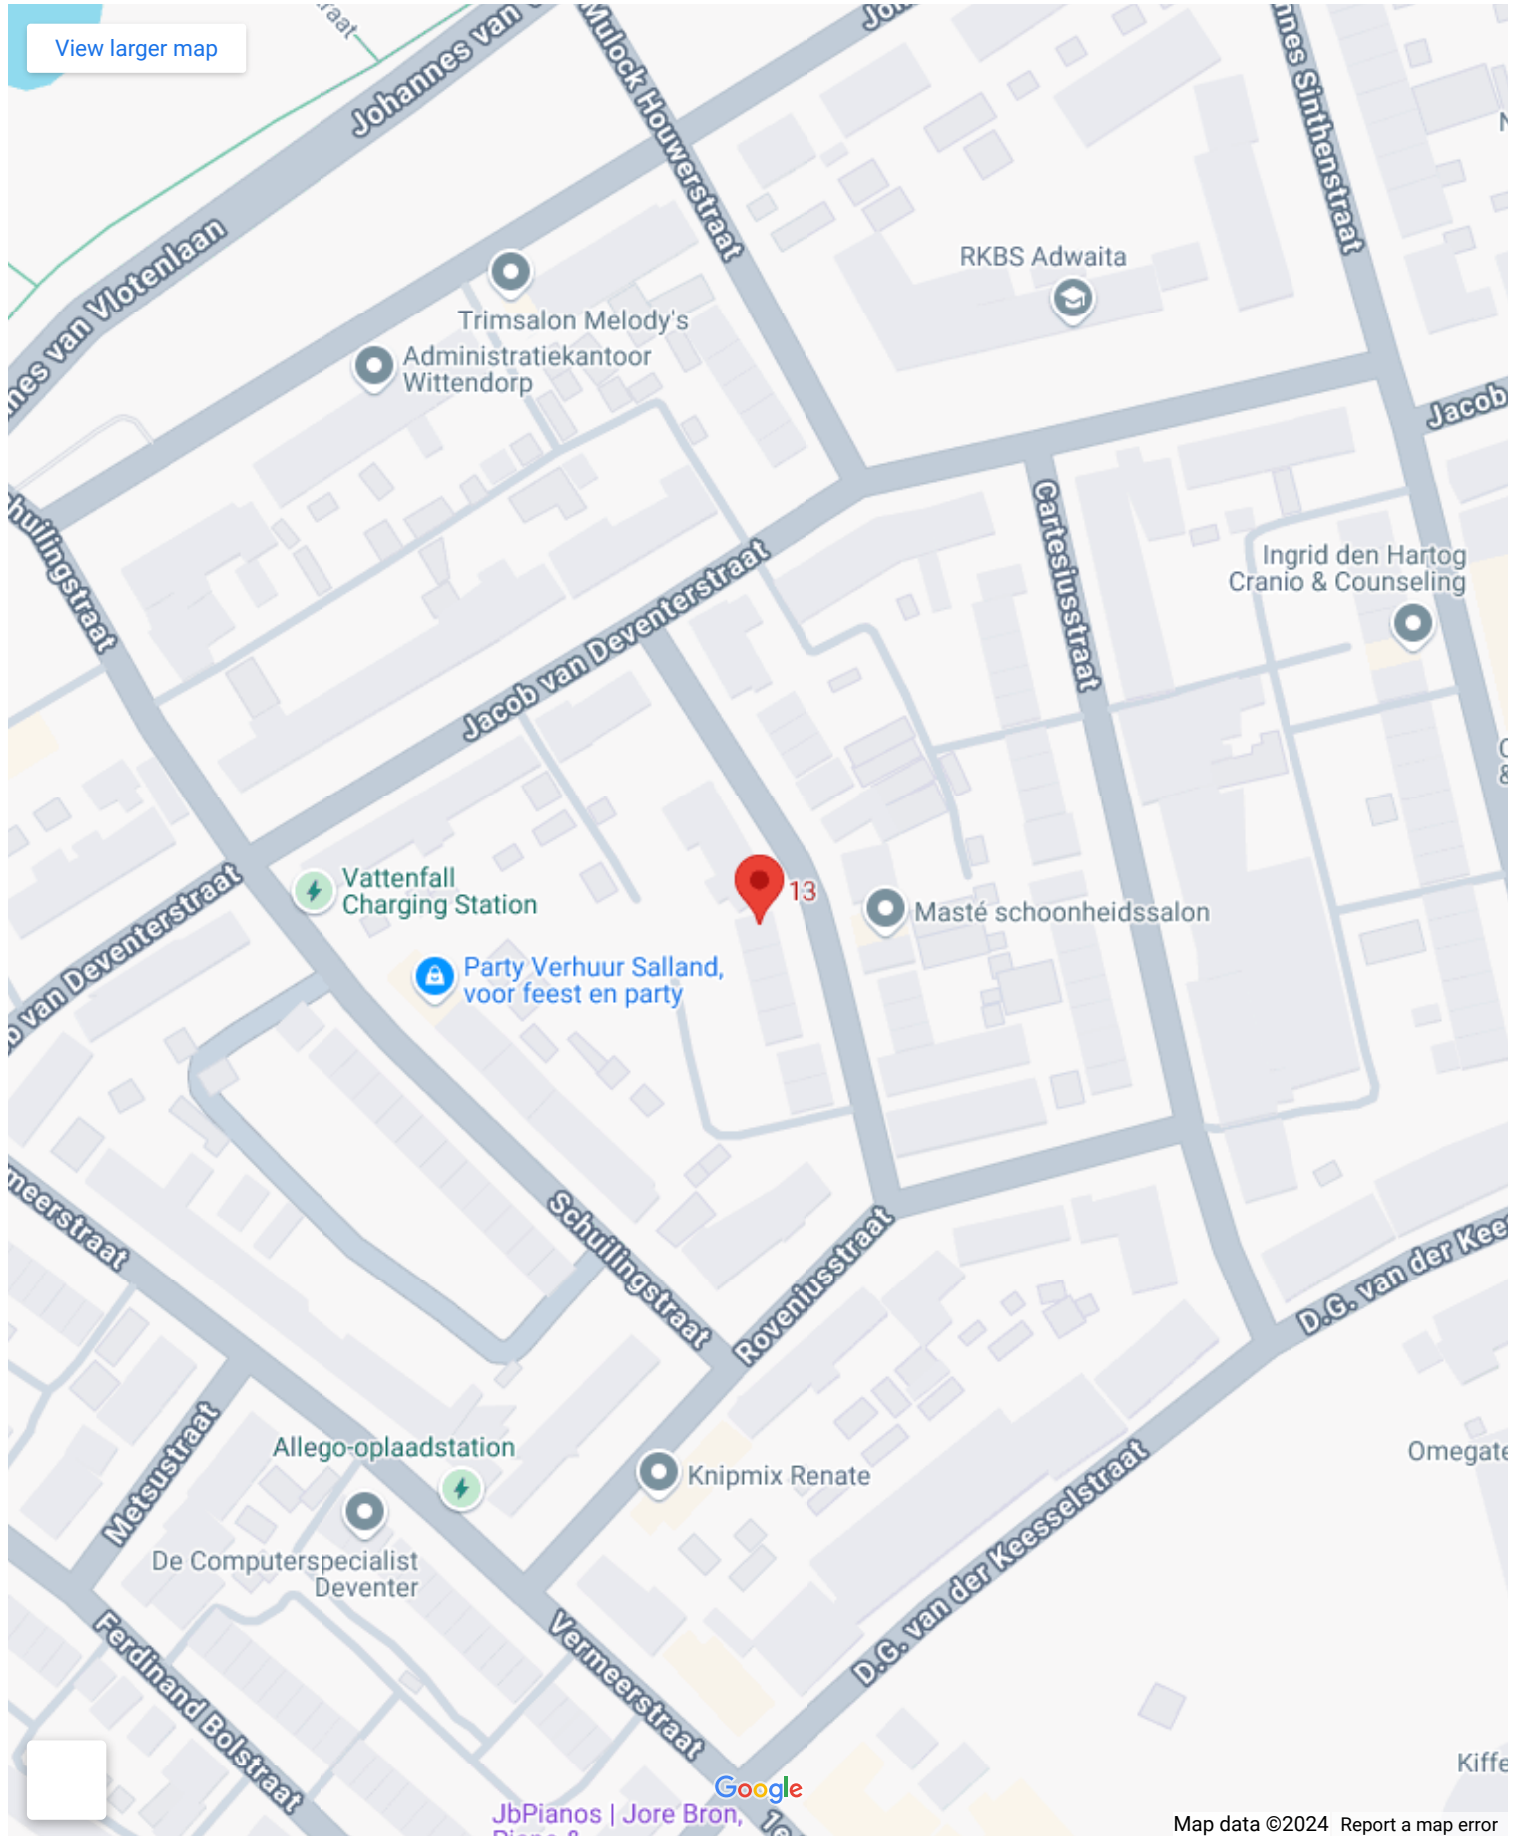 View larger map
Johannes van
Mulock Houwerstraat
Johannes van Vlotenlaan
Trimsalon Melody's
Administratiekantoor
Wittendorp
RKBS Adwaita
Jacob
Cartesiusstraat
Ingrid den Hartog
Cranio & Counseling
Jacob van Deventerstraat
Vattenfall
Charging Station
13
Masté schoonheidssalon
Party Verhuur Salland,
voor feest en party
Schuilingstraat
Roveniusstraat
D.G. van der Kee
Metsustraat
Allego-oplaadstation
Knipmix Renate
Omegate
De Computerspecialist
Deventer
D.G. van der Keesselstraat
Vermeerstraat
Ferdinand Bolstraat
Kiffe
Google
JbPianos | Jore Bron,
Map data ©2024 Report a map error